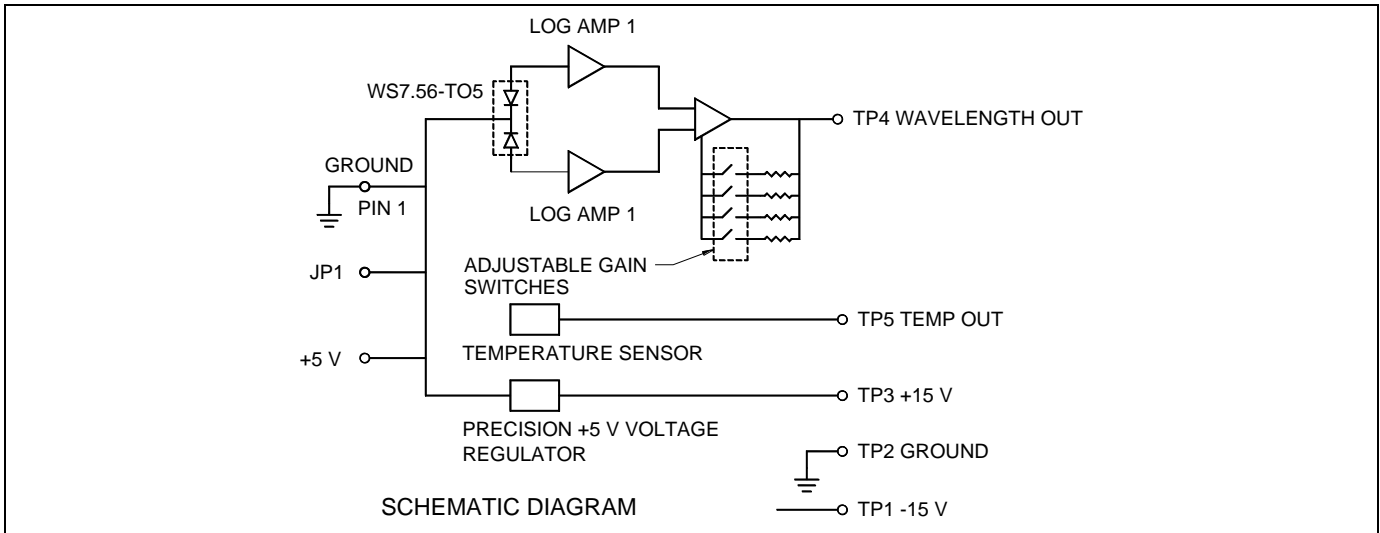 LOG AMP 1
WS7.56-TO5
TP4 WAVELENGTH OUT
GROUND
PIN 1
LOG AMP 1
JP1
ADJUSTABLE GAIN
SWITCHES
TP5 TEMP OUT
+5 V
TEMPERATURE SENSOR
TP3 +15 V
PRECISION +5 V VOLTAGE
REGULATOR
TP2 GROUND
SCHEMATIC DIAGRAM
TP1 -15 V